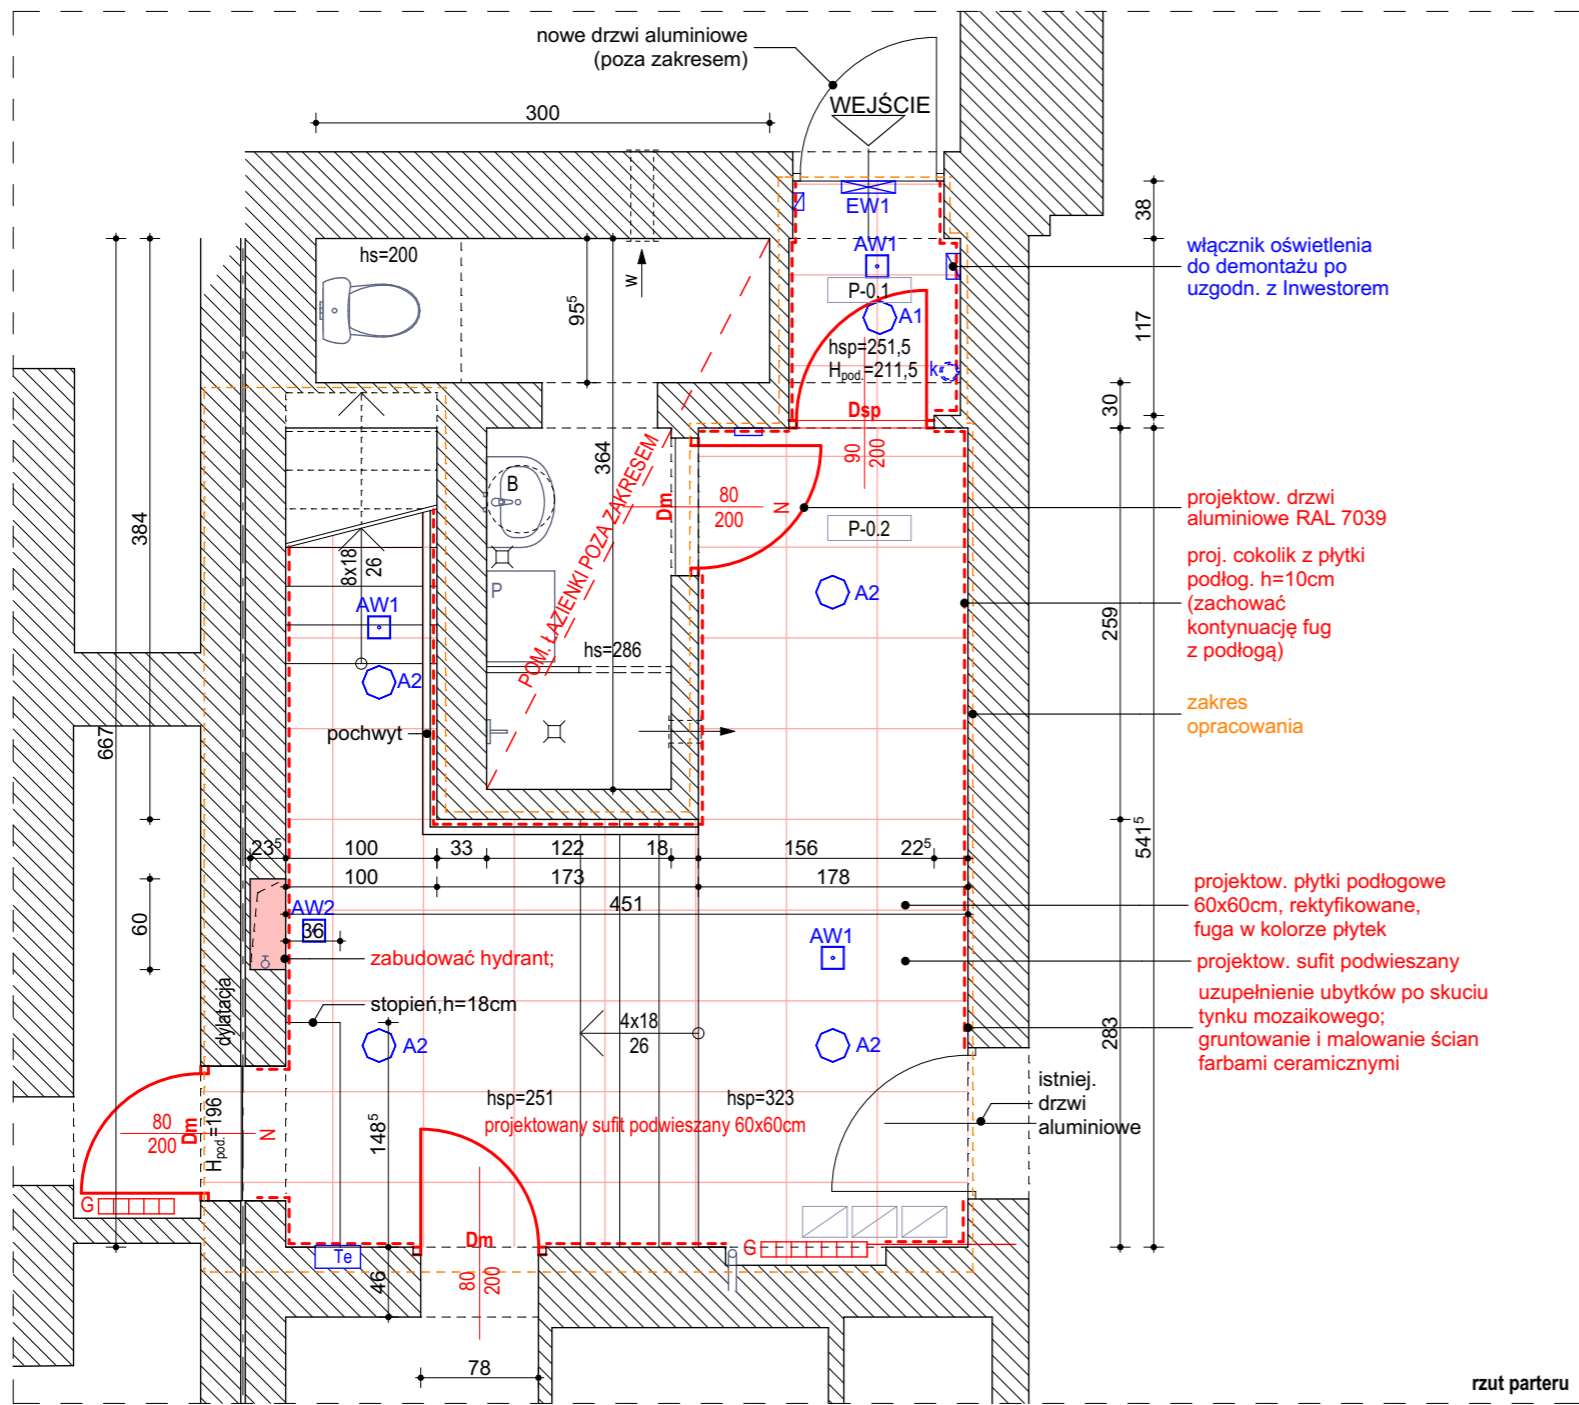 nowe drzwi aluminiowe
(poza zakresem)
WEJŚCIE
300
EW1
38
hs=200
AW1
włącznik oświetlenia
do demontażu po
uzgodn. z Inwestorem
w
P-0.1
95⁵
A1
117
hsp=251,5
Hpod.=211,5
k
30
Dsp
90
200
364
B
Dm
80
200
N
projektow. drzwi
aluminiowe RAL 7039
P-0.2
384
8x18
26
P
A2
POM. ŁAZIENKI POZA ZAKRESEM
proj. cokolik z płytki
podłog. h=10cm
(zachować
kontynuację fug
z podłogą)
AW1
259
hs=286
A2
zakres
opracowania
pochwyt
667
541⁵
23⁵
100
33
122
18
156
22⁵
100
173
178
451
60
AW2
36
projektow. płytki podłogowe
60x60cm, rektyfikowane,
fuga w kolorze płytek
AW1
zabudować hydrant;
projektow. sufit podwieszany
stopień,h=18cm
uzupełnienie ubytków po skuciu
tynku mozaikowego;
gruntowanie i malowanie ścian
farbami ceramicznymi
dylatacja
4x18
26
283
A2
A2
hsp=251
hsp=323
projektowany sufit podwieszany 60x60cm
istniej.
drzwi
aluminiowe
80
200
Dm
Hpod.=196
N
148⁵
G
Te
Dm
G
80
200
46
78
rzut parteru